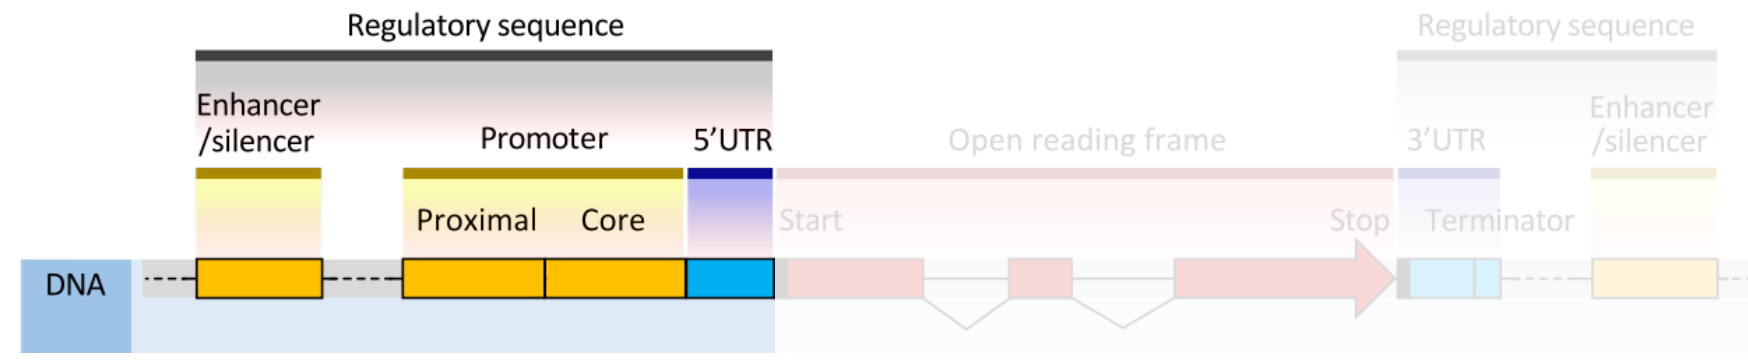 Regulatory sequence
Regulatory sequence
Enhancer
/silencer
Promoter
5’UTR
Open reading frame
3’UTR
Enhancer
/silencer
Proximal
Core
Start
Stop
Terminator
DNA